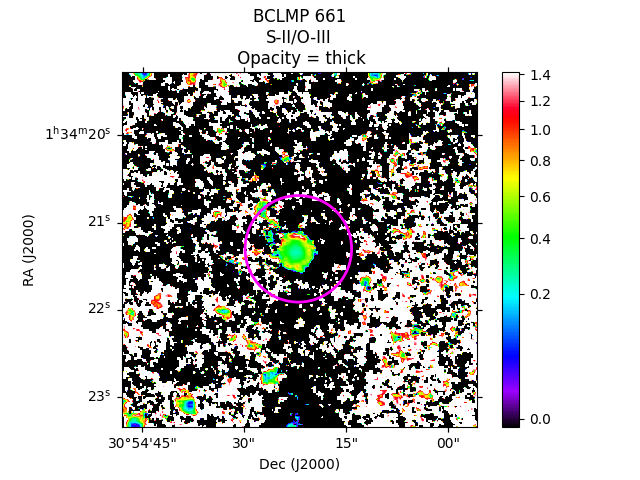 BCLMP 661
S-II/O-III
Opacity = thick
1.4
1.2
1.0
0.8
0.6
0.4
0.2
0.0
1ʰ34ᵐ20ˢ
21ˢ
22ˢ
23ˢ
RA (J2000)
30°54'45" 30" 15" 00"
Dec (J2000)